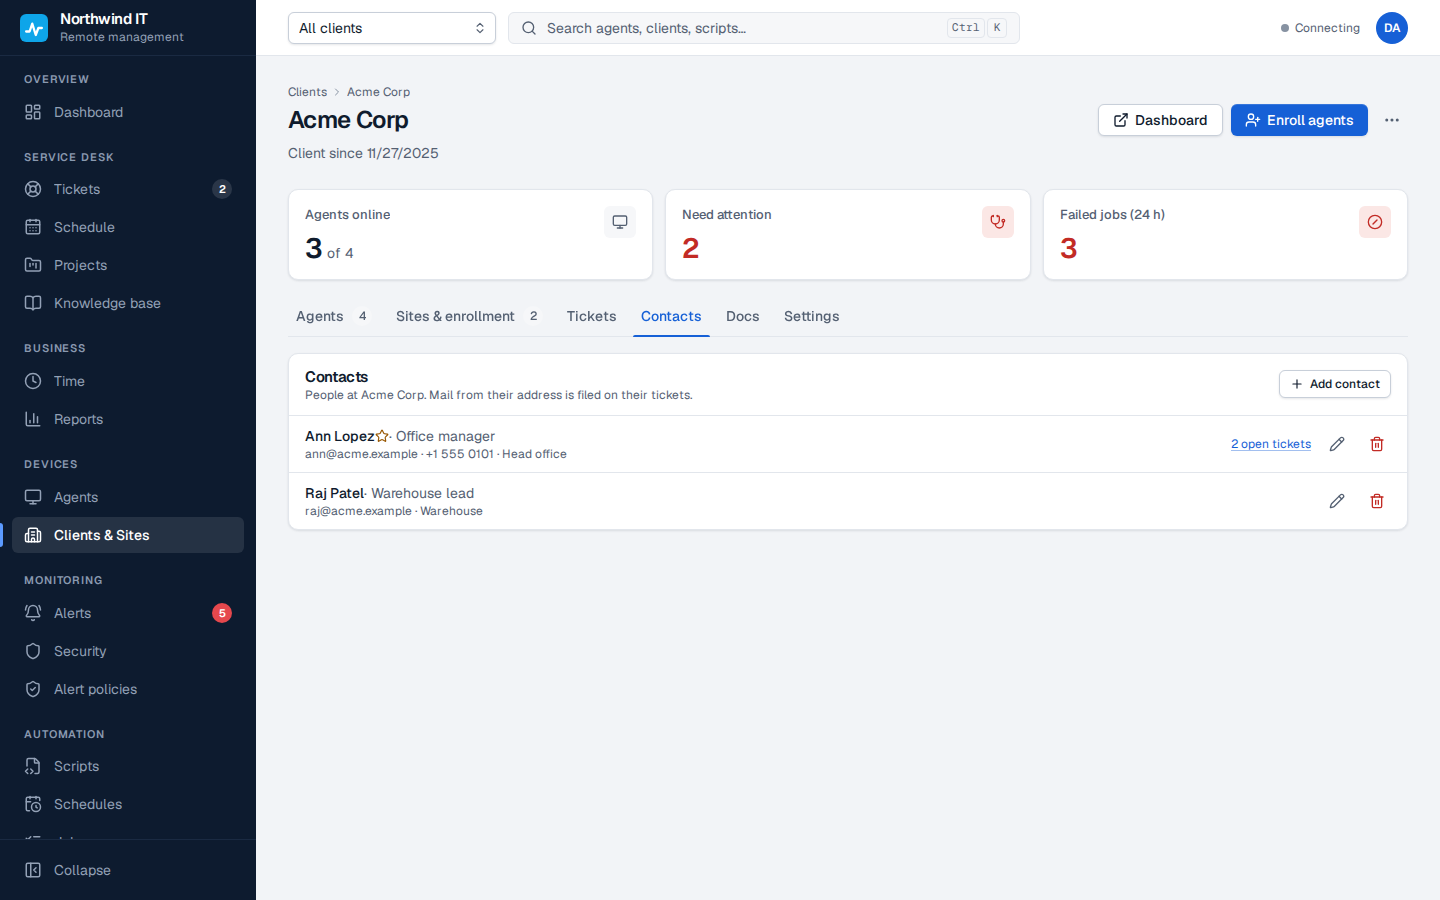 Northwind IT
Remote management
All clients
Search agents, clients, scripts...
Ctrl K
Connecting
DA
OVERVIEW
Dashboard
SERVICE DESK
Tickets 2
Schedule
Projects
Knowledge base
BUSINESS
Time
Reports
DEVICES
Agents
Clients & Sites
MONITORING
Alerts 5
Security
Alert policies
AUTOMATION
Scripts
Schedules
Collapse
Clients > Acme Corp
Acme Corp
Client since 11/27/2025
Dashboard
Enroll agents
Agents online
3 of 4
Need attention
2
Failed jobs (24 h)
3
Agents 4 Sites & enrollment 2 Tickets Contacts Docs Settings
Contacts
People at Acme Corp. Mail from their address is filed on their tickets.
Add contact
Ann Lopez · Office manager
ann@acme.example · +1 555 0101 · Head office
2 open tickets
Raj Patel · Warehouse lead
raj@acme.example · Warehouse